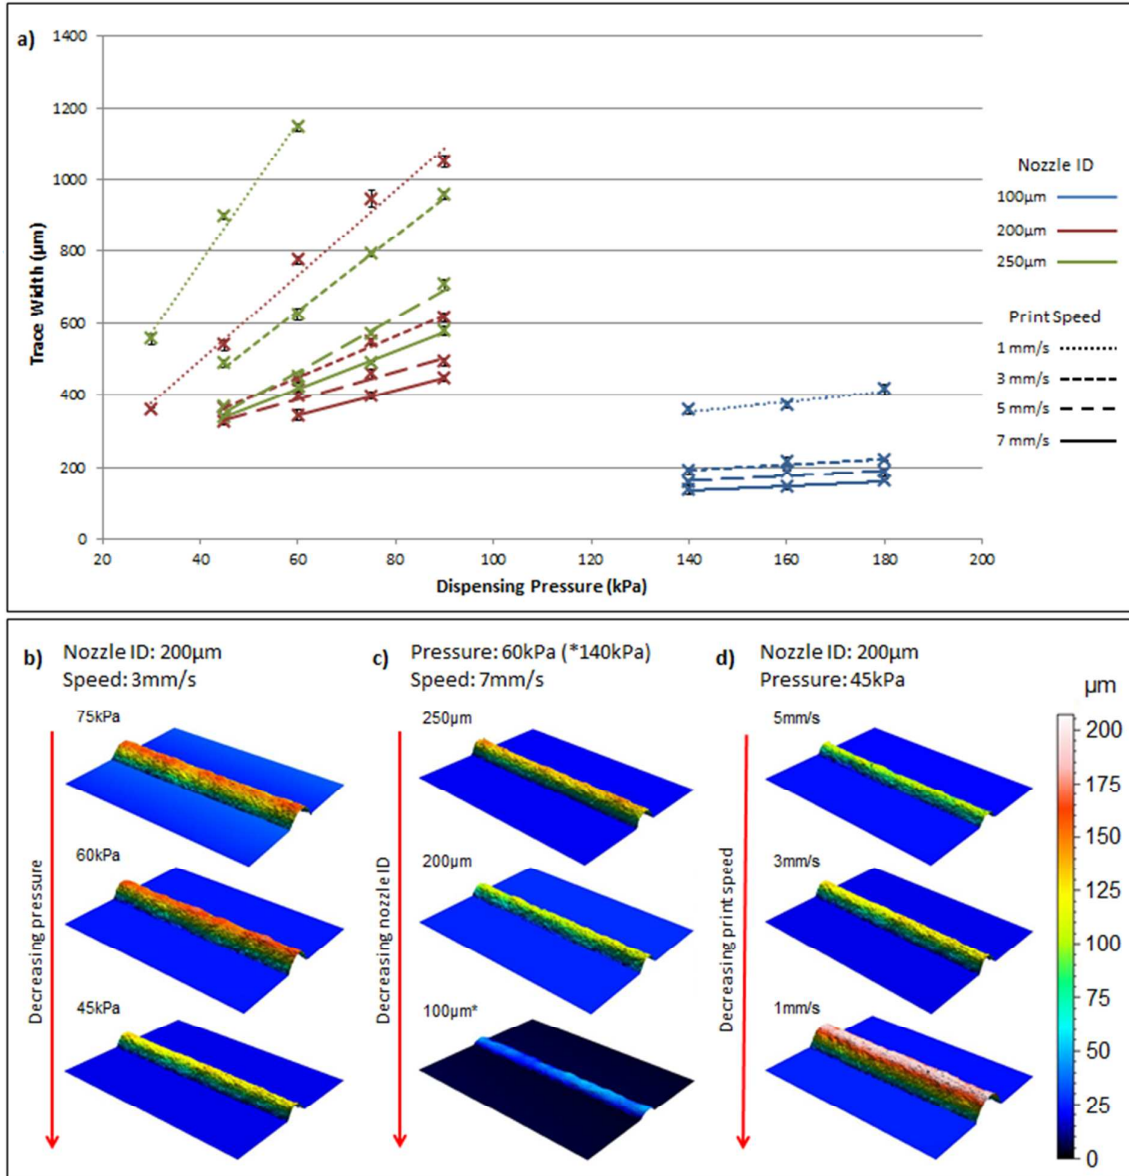 a)
1400
1200
1000
800
600
400
200
0
Trace Width (µm)
20
40
60
80
100
120
140
160
180
200
Dispensing Pressure (kPa)
Nozzle ID
100µm
200µm
250µm
Print Speed
1 mm/s
3 mm/s
5 mm/s
7 mm/s
b) Nozzle ID: 200µm
Speed: 3mm/s
75kPa
60kPa
45kPa
Decreasing pressure
c) Pressure: 60kPa (*140kPa)
Speed: 7mm/s
250µm
200µm
100µm*
Decreasing nozzle ID
d) Nozzle ID: 200µm
Pressure: 45kPa
5mm/s
3mm/s
1mm/s
Decreasing print speed
µm
200
175
150
125
100
75
50
25
0